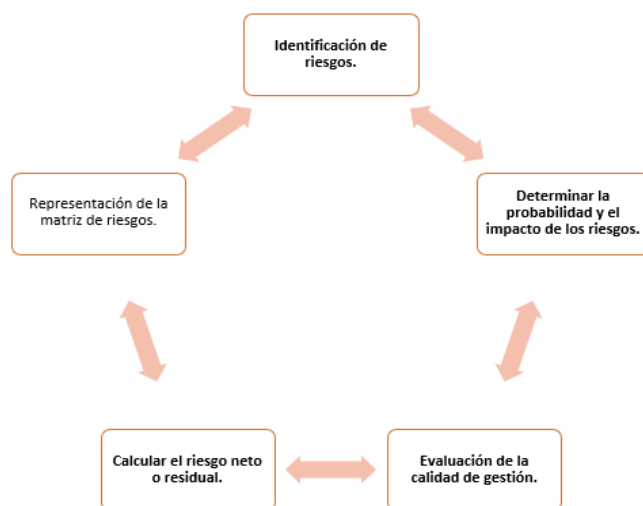 Identificación de
riesgos.
Determinar la
probabilidad y el
impacto de los riesgos.
Evaluación de la
calidad de gestión.
Calcular el riesgo neto
o residual.
Representación de la
matriz de riesgos.